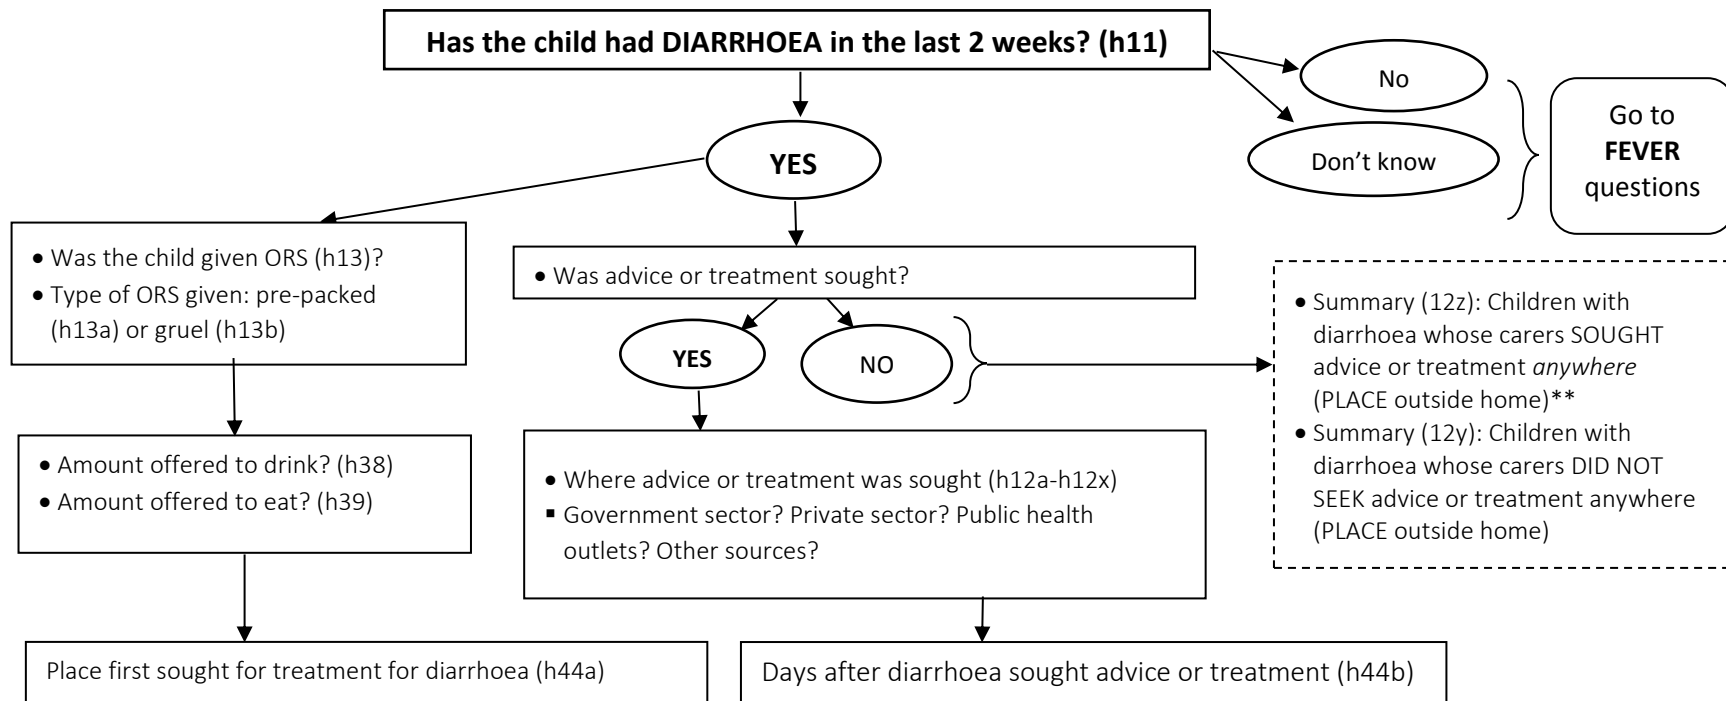 Has the child had DIARRHOEA in the last 2 weeks? (h11)
No
Don’t know
Go to
FEVER
questions
YES
• Was the child given ORS (h13)?
• Type of ORS given: pre-packed
(h13a) or gruel (h13b)
• Was advice or treatment sought?
YES
NO
• Summary (12z): Children with
diarrhoea whose carers SOUGHT
advice or treatment anywhere
(PLACE outside home)**
• Summary (12y): Children with
diarrhoea whose carers DID NOT
SEEK advice or treatment anywhere
(PLACE outside home)
• Amount offered to drink? (h38)
• Amount offered to eat? (h39)
• Where advice or treatment was sought (h12a-h12x)
▪ Government sector? Private sector? Public health
outlets? Other sources?
Place first sought for treatment for diarrhoea (h44a)
Days after diarrhoea sought advice or treatment (h44b)